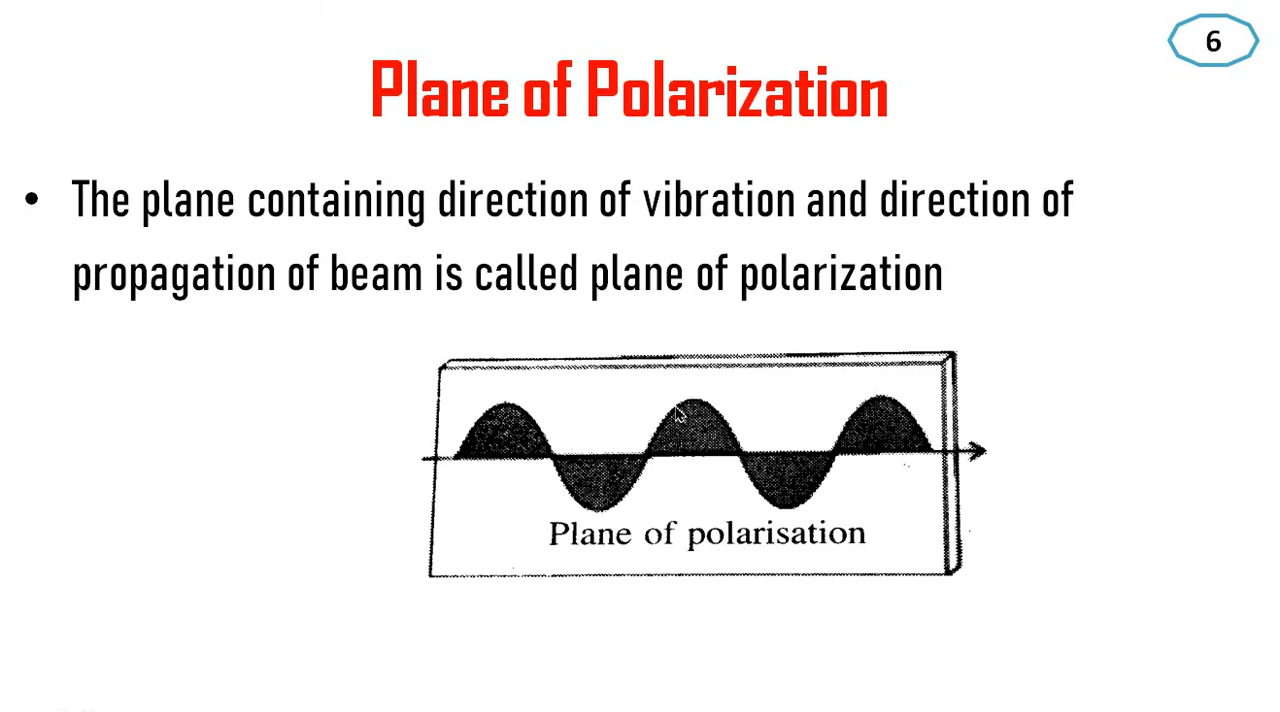 6
Plane of Polarization
• The plane containing direction of vibration and direction of
propagation of beam is called plane of polarization
Plane of polarisation